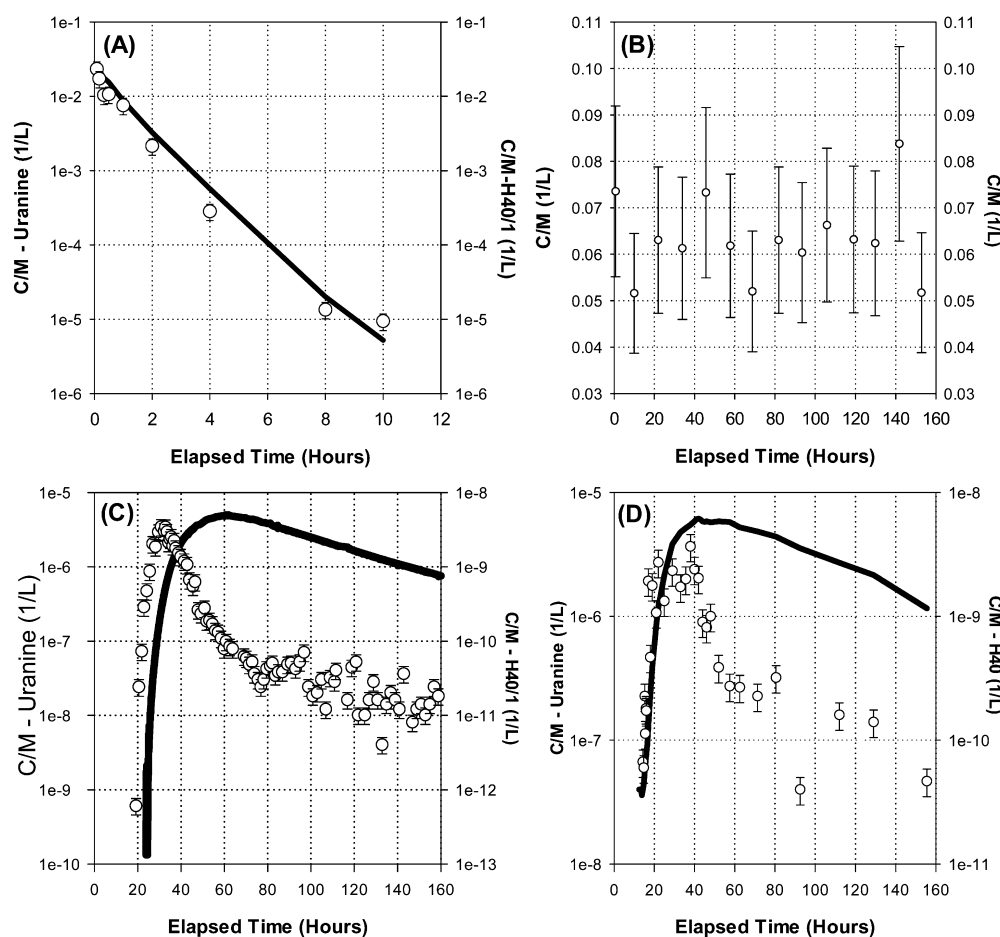 (A)
1e-1
1e-2
1e-3
1e-4
1e-5
1e-6
C/M - Uranine (1/L)
0 2 4 6 8 10 12
Elapsed Time (Hours)
1e-1
1e-2
1e-3
1e-4
1e-5
1e-6
C/M-H40/1 (1/L)
(B)
0.11
0.10
0.09
0.08
0.07
0.06
0.05
0.04
0.03
C/M (1/L)
0 20 40 60 80 100 120 140 160
Elapsed Time (Hours)
0.11
0.10
0.09
0.08
0.07
0.06
0.05
0.04
0.03
C/M (1/L)
(C)
1e-5
1e-6
1e-7
1e-8
1e-9
1e-10
C/M - Uranine (1/L)
0 20 40 60 80 100 120 140 160
Elapsed Time (Hours)
1e-8
1e-9
1e-10
1e-11
1e-12
1e-13
C/M - H40/1 (1/L)
(D)
1e-5
1e-6
1e-7
1e-8
C/M - Uranine (1/L)
0 20 40 60 80 100 120 140 160
Elapsed Time (Hours)
1e-8
1e-9
1e-10
1e-11
C/M - H40/1 (1/L)